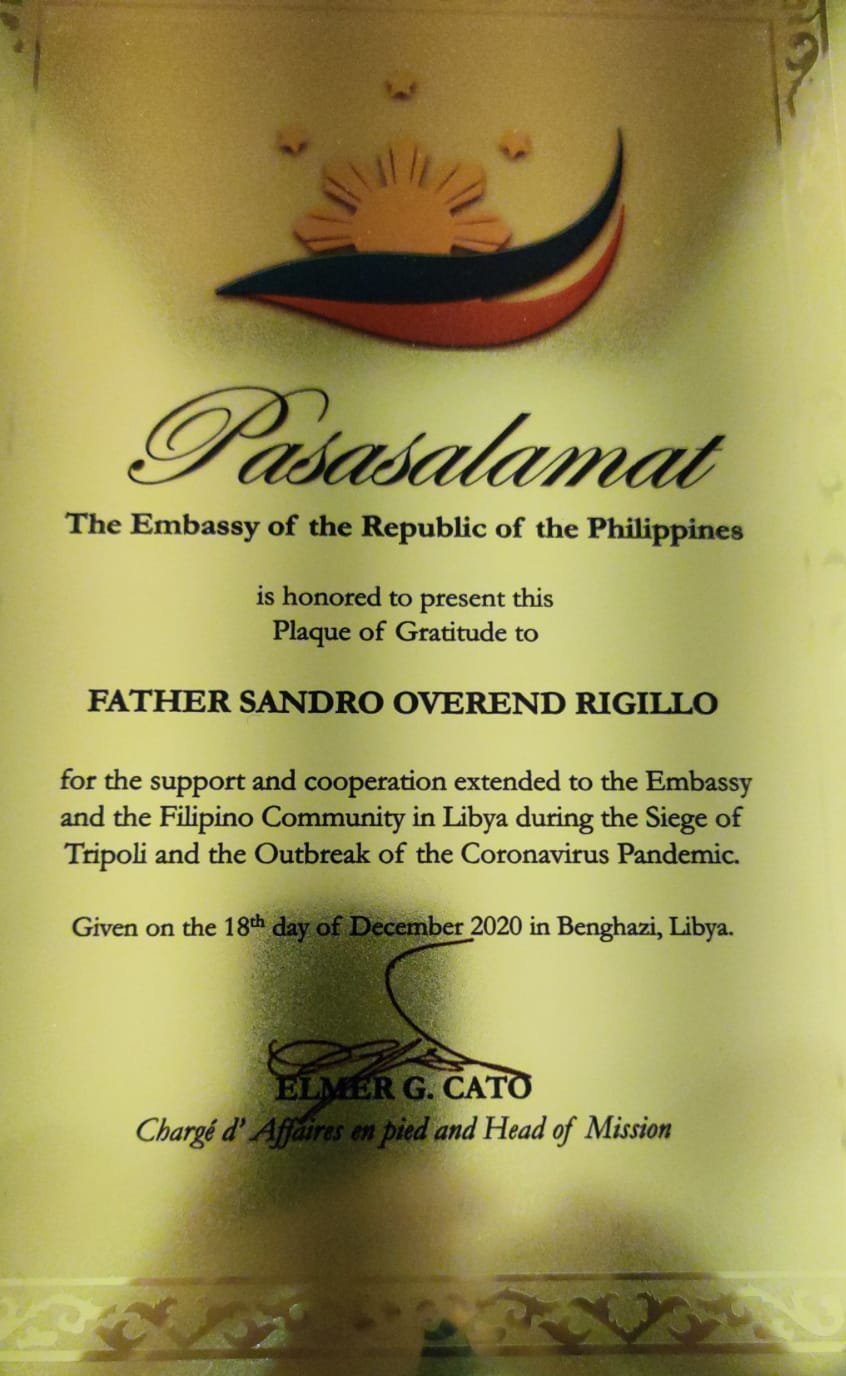 Pasasalamat
The Embassy of the Republic of the Philippines
is honored to present this
Plaque of Gratitude to
FATHER SANDRO OVEREND RIGILLO
for the support and cooperation extended to the Embassy
and the Filipino Community in Libya during the Siege of
Tripoli and the Outbreak of the Coronavirus Pandemic.
Given on the 18th day of December 2020 in Benghazi, Libya.
ELMER G. CATO
Chargé d' Affaires en pied and Head of Mission